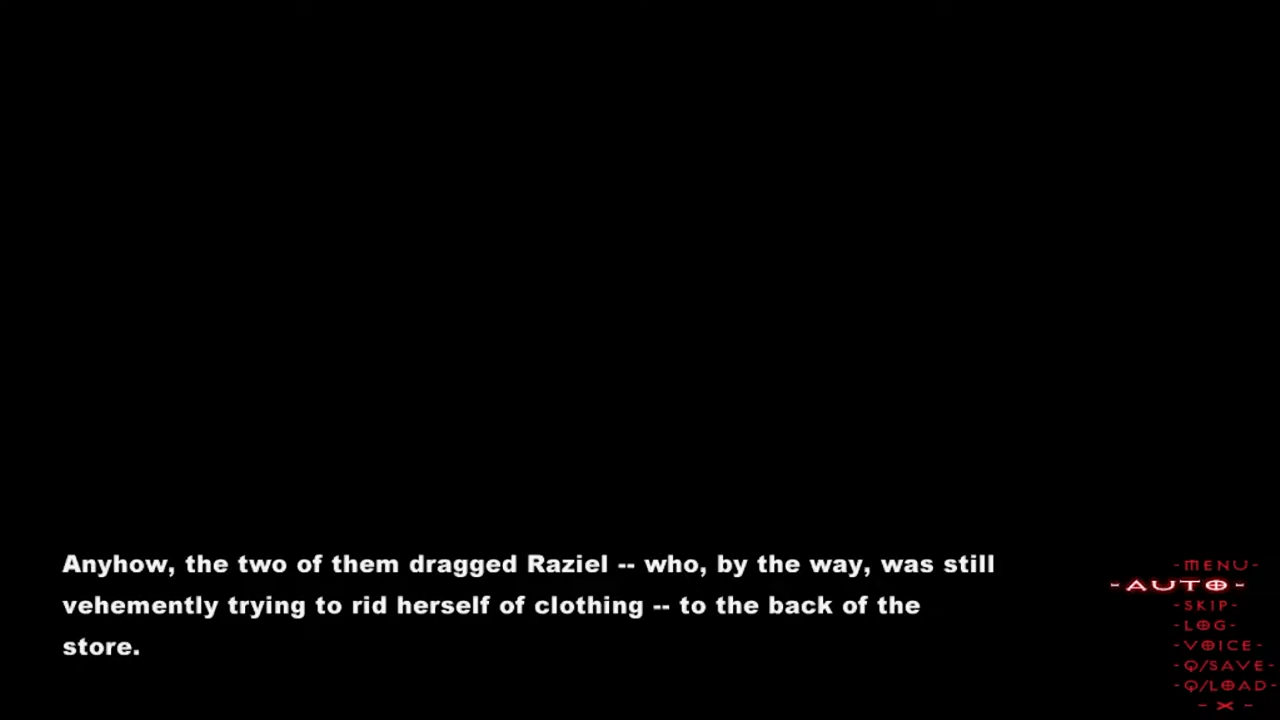 Anyhow, the two of them dragged Raziel -- who, by the way, was still
vehemently trying to rid herself of clothing -- to the back of the
store.
-MENU-
-AUTO-
-SKIP-
-LOG-
-VOICE-
-Q/SAVE-
-Q/LOAD-
-X-